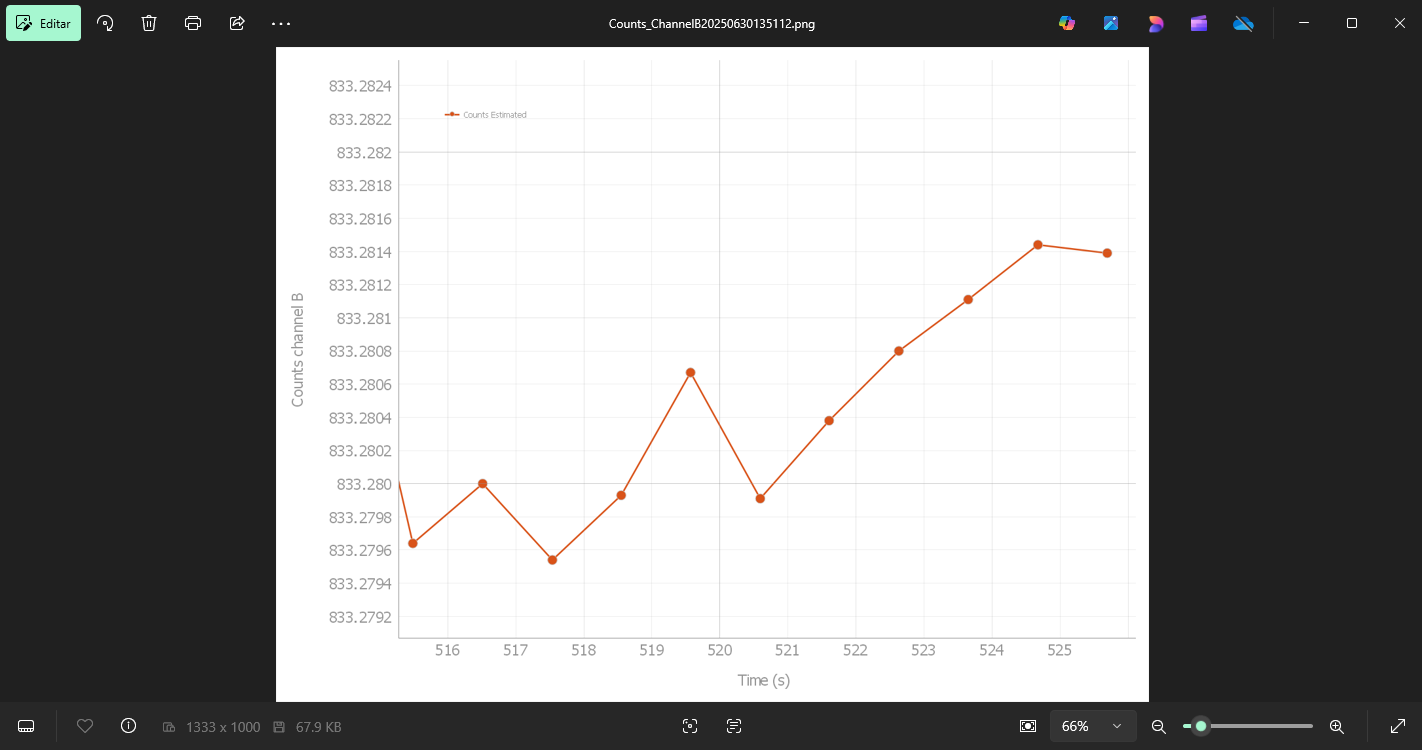 Editar
Counts_ChannelB20250630135112.png
833.2824
Counts Estimated
833.2822
833.282
833.2818
833.2816
833.2814
833.2812
833.281
833.2808
833.2806
833.2804
833.2802
833.280
833.2798
833.2796
833.2794
833.2792
Counts channel B
516 517 518 519 520 521 522 523 524 525
Time (s)
1333 x 1000 67.9 KB 66%